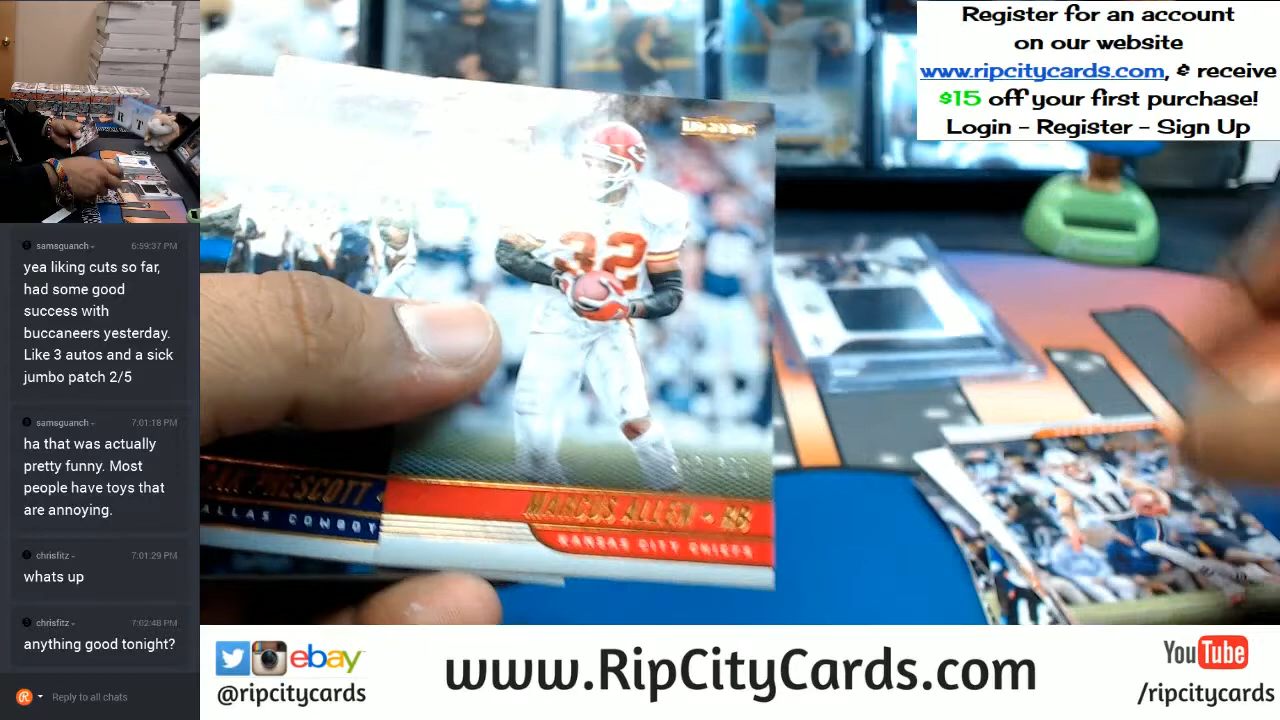 Register for an account
on our website
www.ripcitycards.com, & receive
$15 off your first purchase!
Login - Register - Sign Up
samsguanch
6:59:37 PM
yea liking cuts so far,
had some good
success with
buccaneers yesterday.
Like 3 autos and a sick
jumbo patch 2/5
samsguanch
7:01:18 PM
ha that was actually
pretty funny. Most
people have toys that
are annoying.
chrisfitz
7:01:29 PM
whats up
chrisfitz
7:02:48 PM
anything good tonight?
Reply to all chats
32
PRESCOTT
MARCUS ALLEN
KANSAS CITY CHIEFS
ebay
@ripcitycards
www.RipCityCards.com
YouTube
/ripcitycards